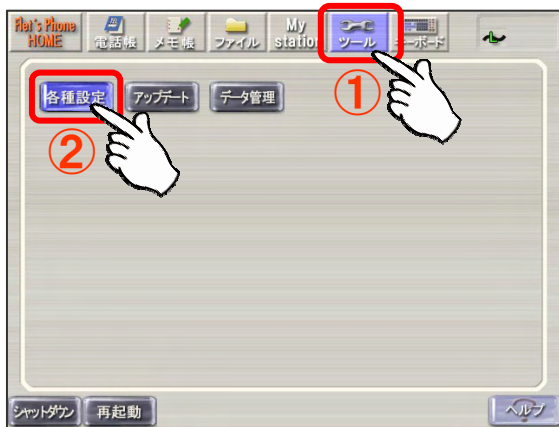 Flet's Phone
HOME
電話帳
メモ帳
ファイル
My
station
ツール
キーボード
①
各種設定
アップデート
データ管理
②
シャットダウン
再起動
ヘルプ